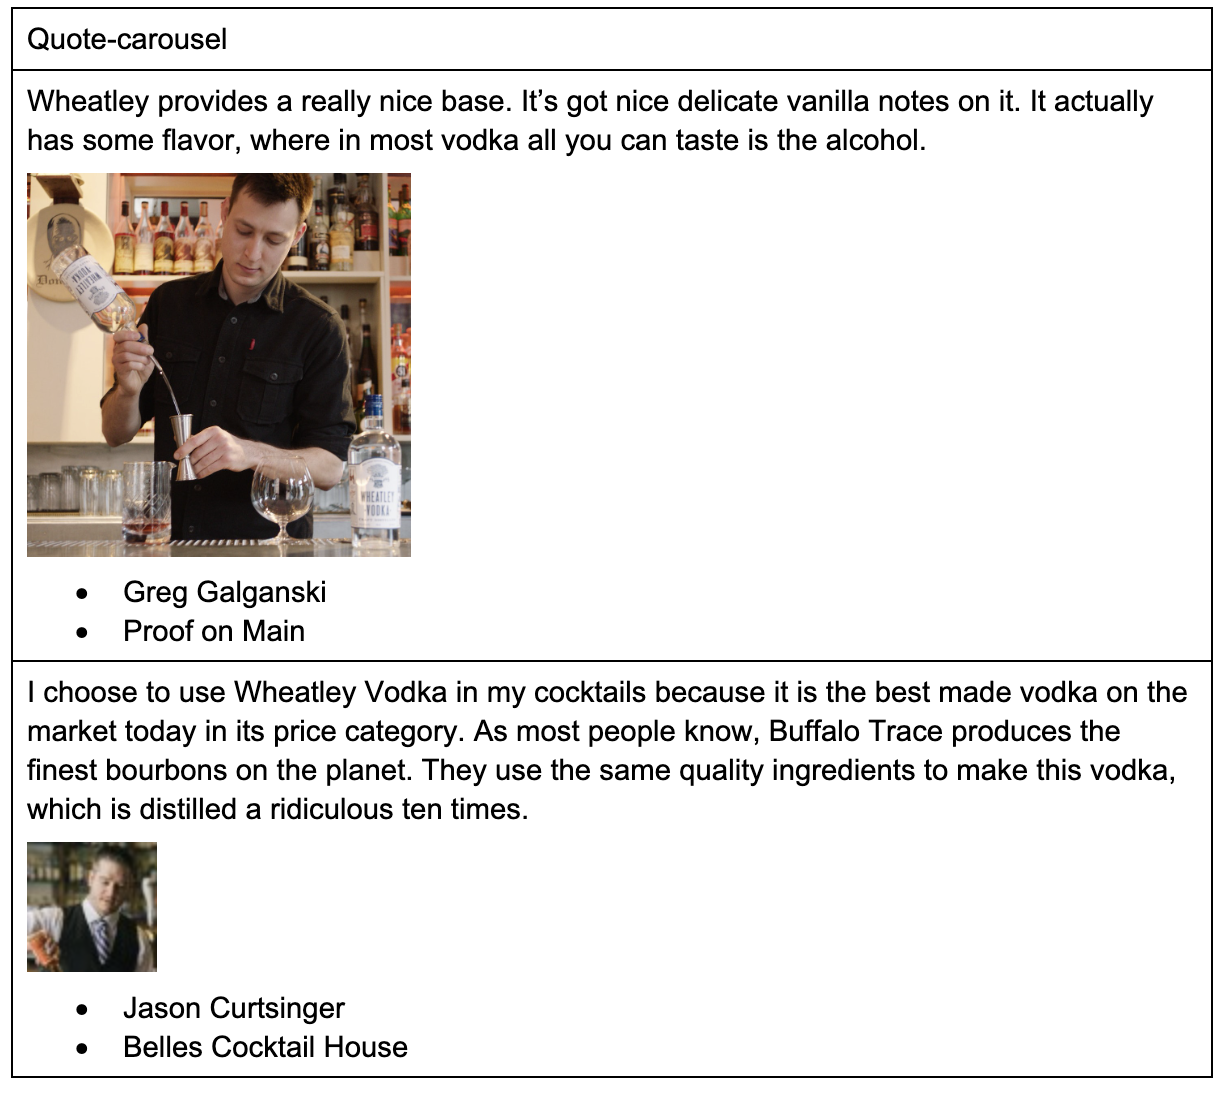 Quote-carousel
Wheatley provides a really nice base. It’s got nice delicate vanilla notes on it. It actually
has some flavor, where in most vodka all you can taste is the alcohol.
WHEATLEY
VODKA
• Greg Galganski
• Proof on Main
I choose to use Wheatley Vodka in my cocktails because it is the best made vodka on the
market today in its price category. As most people know, Buffalo Trace produces the
finest bourbons on the planet. They use the same quality ingredients to make this vodka,
which is distilled a ridiculous ten times.
• Jason Curtsinger
• Belles Cocktail House